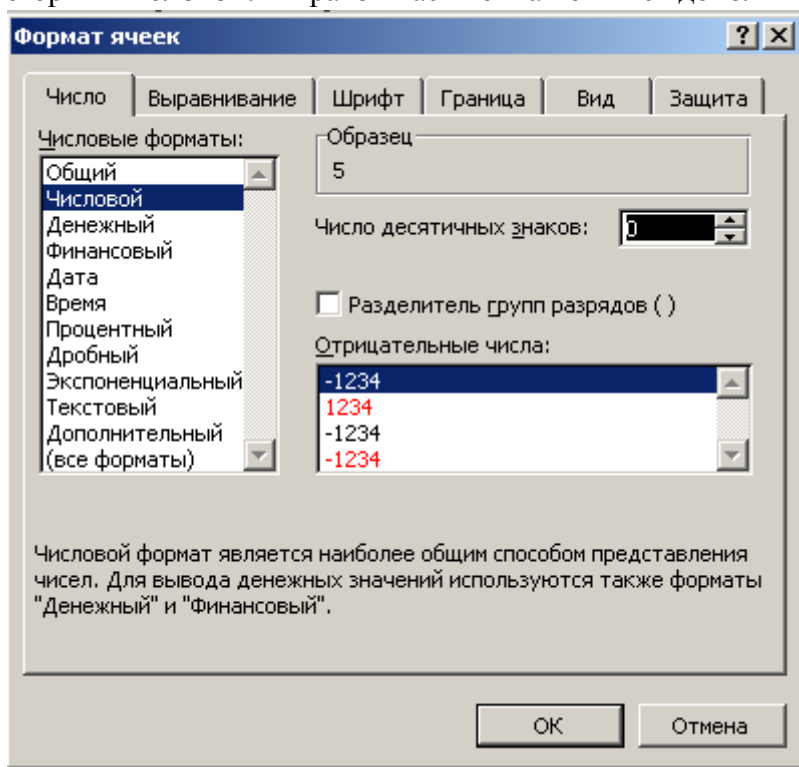 Формат ячеек
Число Выравнивание Шрифт Граница Вид Защита
Числовые форматы:
Общий
Числовой
Денежный
Финансовый
Дата
Время
Процентный
Дробный
Экспоненциальный
Текстовый
Дополнительный
(все форматы)
Образец
5
Число десятичных знаков: 0
Разделитель групп разрядов ( )
Отрицательные числа:
-1234
1234
-1234
-1234
Числовой формат является наиболее общим способом представления
чисел. Для вывода денежных значений используются также форматы
"Денежный" и "Финансовый".
ОК Отмена